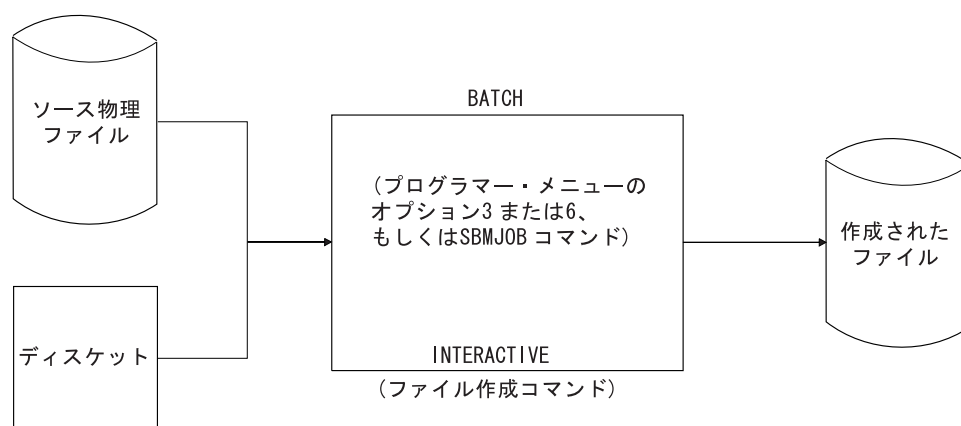 ソース物理
ファイル
ディスケット
BATCH
(プログラマー・メニューの
オプション3 または6、
もしくはSBMJOB コマンド)
INTERACTIVE
(ファイル作成コマンド)
作成された
ファイル